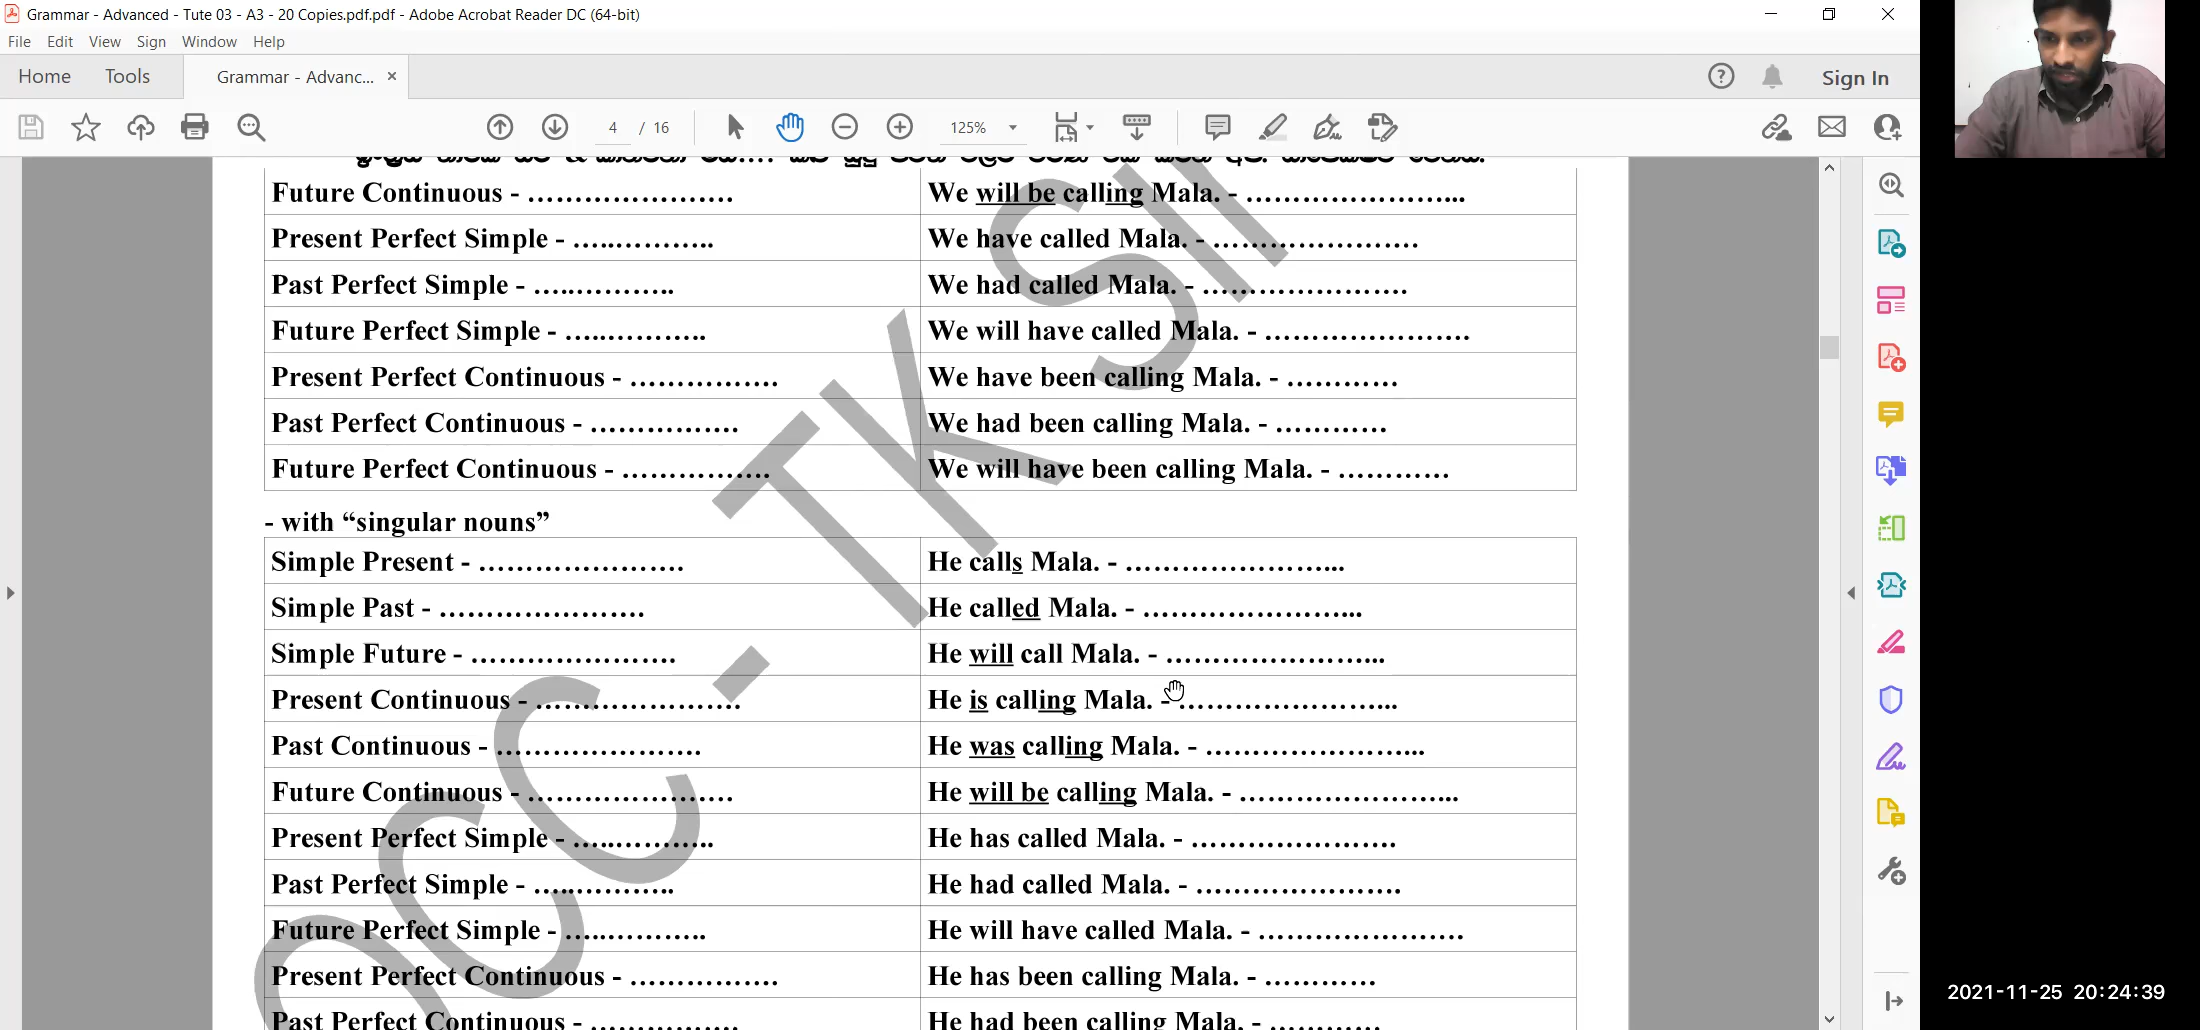 Grammar - Advanced - Tute 03 - A3 - 20 Copies.pdf.pdf - Adobe Acrobat Reader DC (64-bit)
File Edit View Sign Window Help
Home Tools Grammar - Advanc... × Sign In
4 / 16 125%
Future Continuous - …………………. We will be calling Mala. - …………………...
Present Perfect Simple - …..……….. We have called Mala. - ………………….
Past Perfect Simple - …..……….. We had called Mala. - ………………….
Future Perfect Simple - …..……….. We will have called Mala. - ………………….
Present Perfect Continuous - ……………. We have been calling Mala. - …………
Past Perfect Continuous - ……………. We had been calling Mala. - …………
Future Perfect Continuous - ……………. We will have been calling Mala. - …………
- with “singular nouns”
Simple Present - …………………. He calls Mala. - …………………...
Simple Past - …………………. He called Mala. - …………………...
Simple Future - …………………. He will call Mala. - …………………...
Present Continuous - …………………. He is calling Mala. - …………………...
Past Continuous - …………………. He was calling Mala. - …………………...
Future Continuous - …………………. He will be calling Mala. - …………………...
Present Perfect Simple - …..……….. He has called Mala. - ………………….
Past Perfect Simple - …..……….. He had called Mala. - ………………….
Future Perfect Simple - …..……….. He will have called Mala. - ………………….
Present Perfect Continuous - ……………. He has been calling Mala. - …………
Past Perfect Continuous - ……………. He had been calling Mala. - …………
CC - TK Sir
2021-11-25 20:24:39